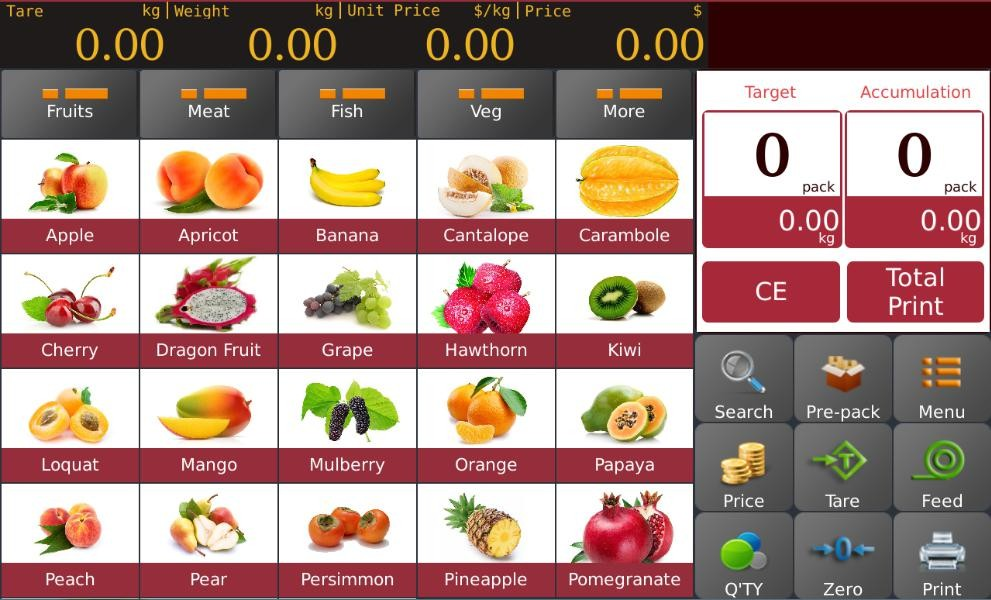 Tare kg Weight kg Unit Price $/kg Price $
0.00 0.00 0.00 0.00
Fruits Meat Fish Veg More
Target Accumulation
0 pack 0 pack
0.00 kg 0.00 kg
CE Total Print
Apple Apricot Banana Cantalope Carambole
Cherry Dragon Fruit Grape Hawthorn Kiwi
Loquat Mango Mulberry Orange Papaya
Peach Pear Persimmon Pineapple Pomegranate
Search Pre-pack Menu
Price T Tare Feed
Q'TY 0 Zero Print